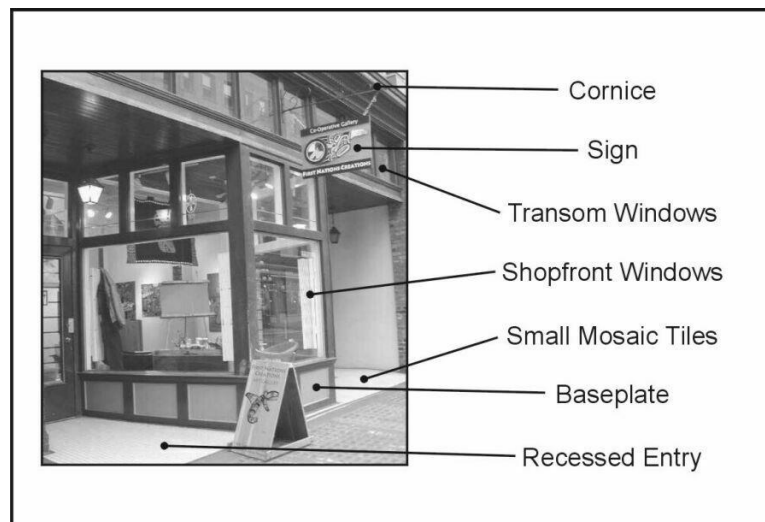 Cornice
Co-Operative Gallery
Sign
First Nations Creations
Transom Windows
Shopfront Windows
Small Mosaic Tiles
Baseplate
Recessed Entry